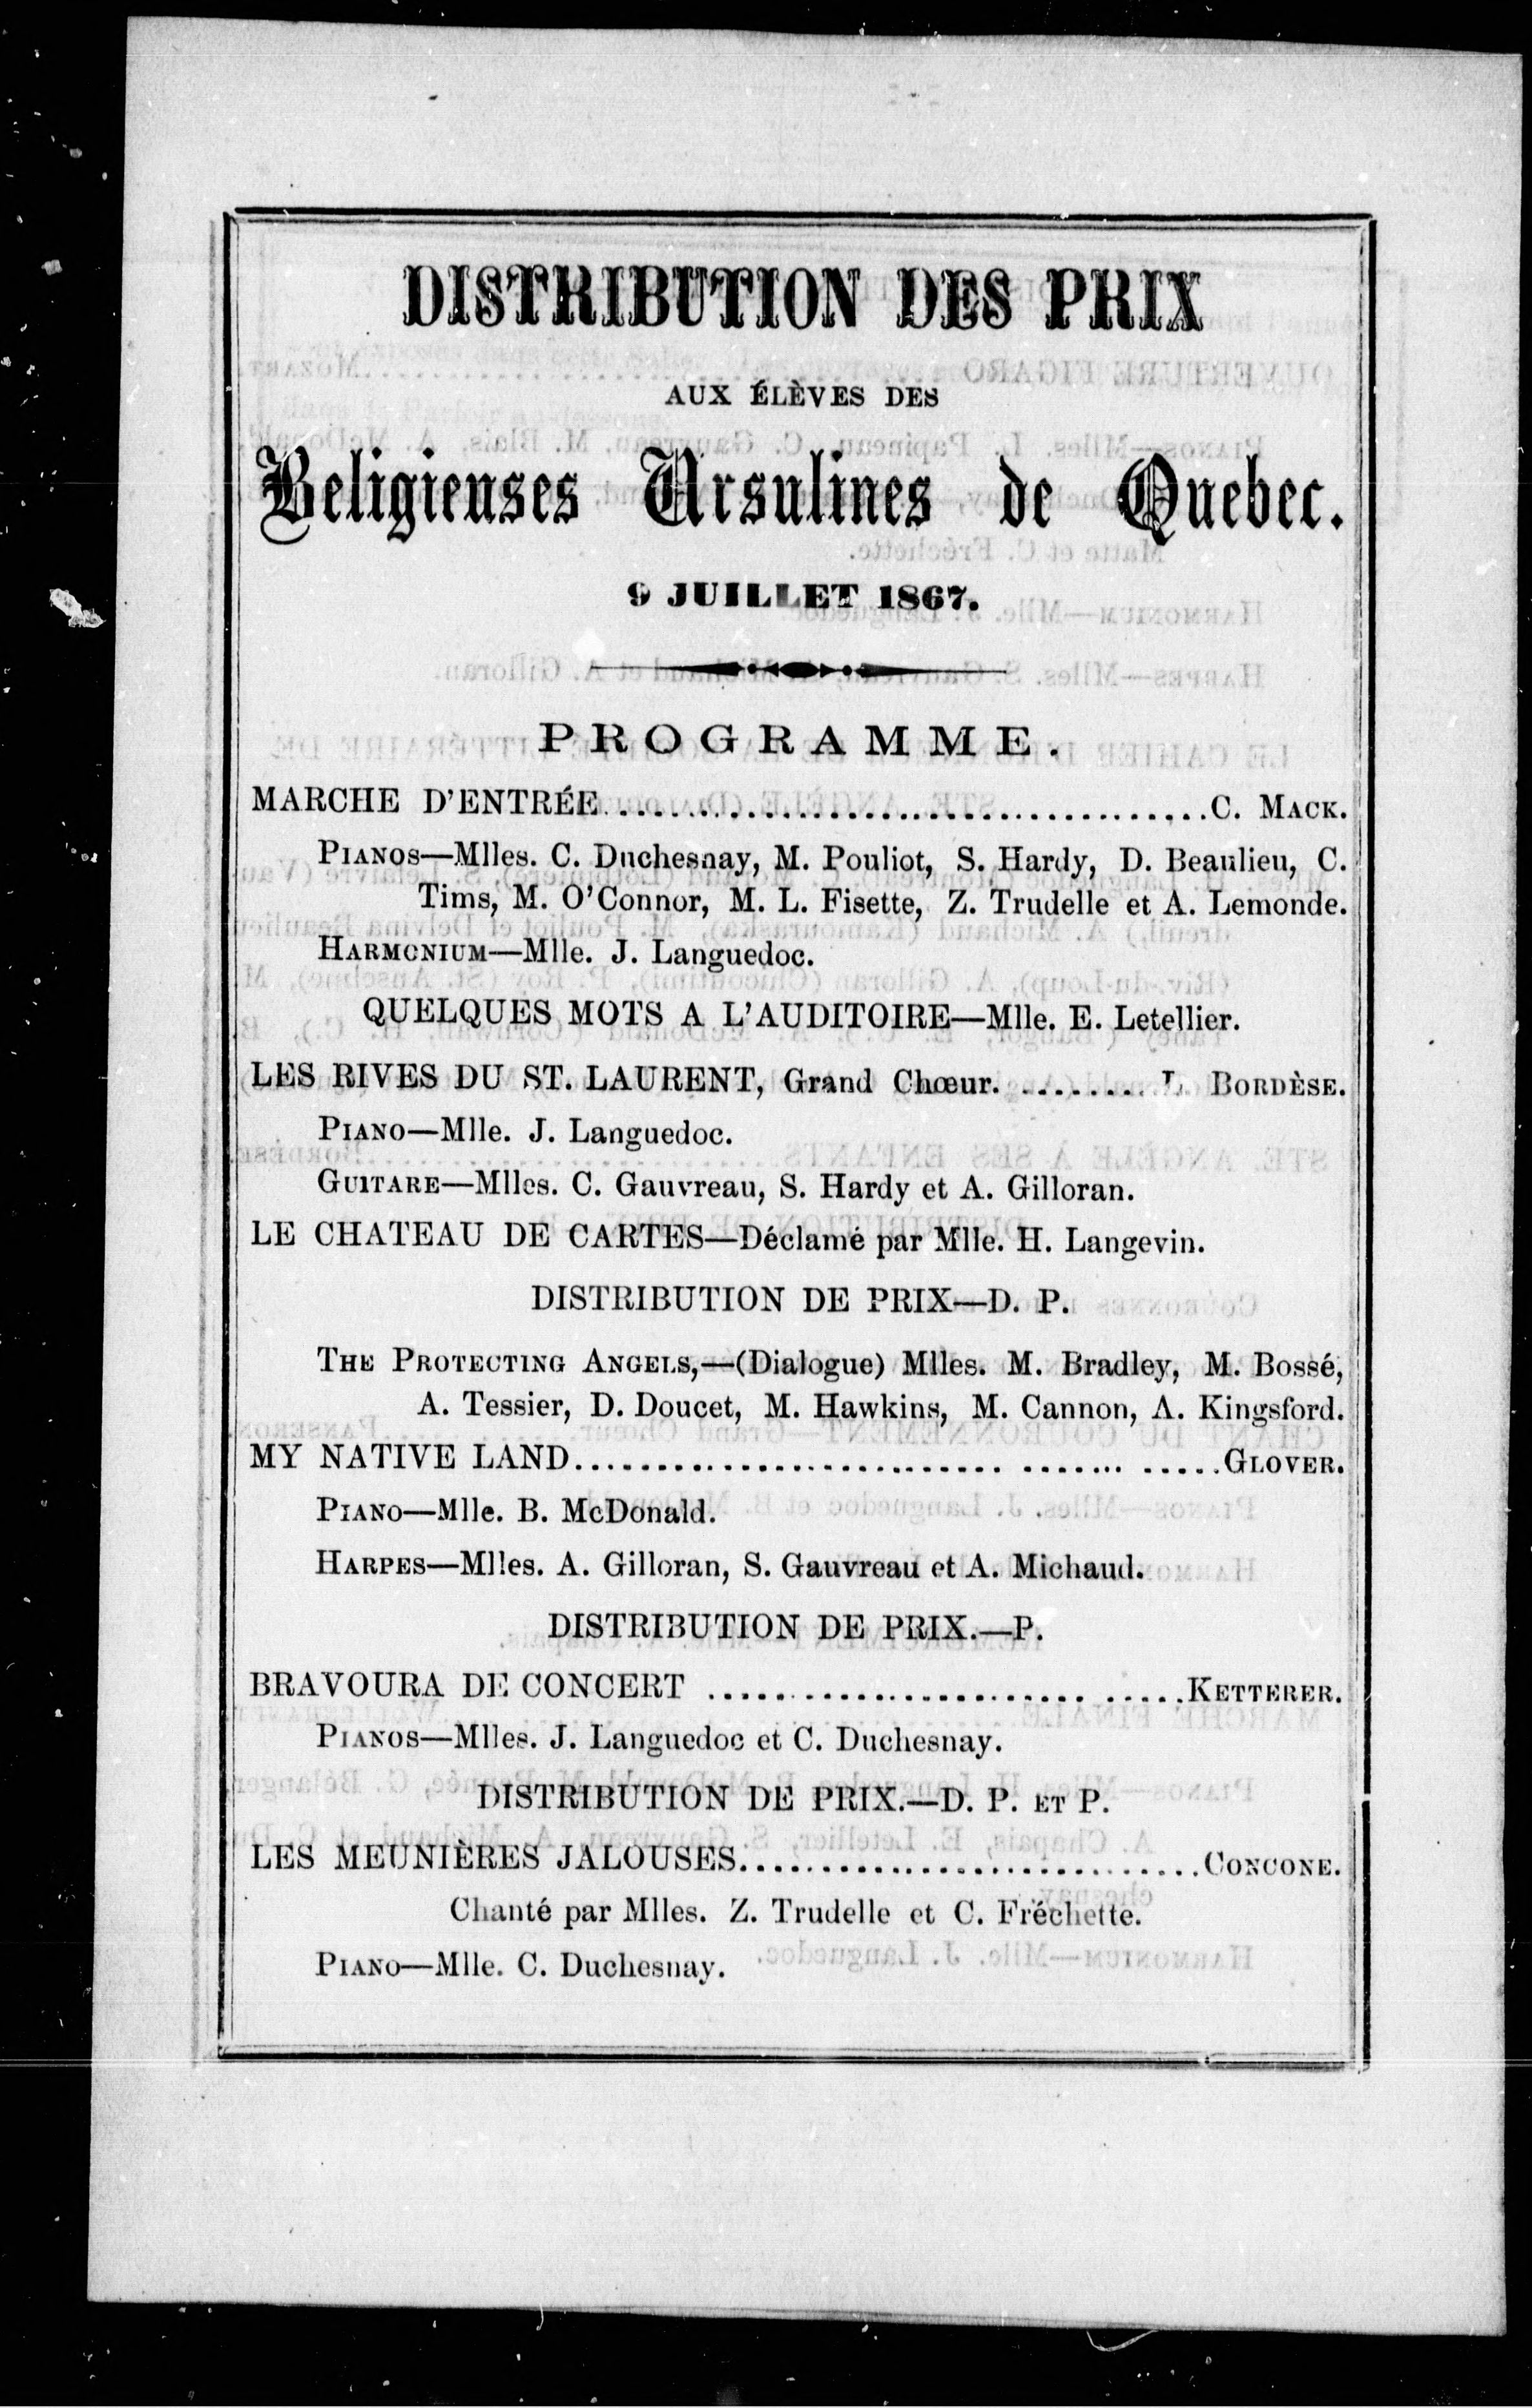 DISTRIBUTION DES PRIX
AUX ÉLÈVES DES
Religieuses Ursulines de Quebec.
9 JUILLET 1867.
PROGRAMME.
MARCHE D'ENTRÉE........................................C. MACK.
PIANOS—Mlles. C. Duchesnay, M. Pouliot, S. Hardy, D. Beaulieu, C.
Tims, M. O'Connor, M. L. Fisette, Z. Trudelle et A. Lemonde.
HARMONIUM—Mlle. J. Languedoc.
QUELQUES MOTS A L'AUDITOIRE—Mlle. E. Letellier.
LES RIVES DU ST. LAURENT, Grand Chœur. ........L. BORDÈSE.
PIANO—Mlle. J. Languedoc.
GUITARE—Mlles. C. Gauvreau, S. Hardy et A. Gilloran.
LE CHATEAU DE CARTES—Déclamé par Mlle. H. Langevin.
DISTRIBUTION DE PRIX—D. P.
THE PROTECTING ANGELS,—(Dialogue) Mlles. M. Bradley, M. Bossé,
A. Tessier, D. Doucet, M. Hawkins, M. Cannon, A. Kingsford.
MY NATIVE LAND.......................... ....... .....GLOVER.
PIANO—Mlle. B. McDonald.
HARPES—Mlles. A. Gilloran, S. Gauvreau et A. Michaud.
DISTRIBUTION DE PRIX.—P.
BRAVOURA DE CONCERT ....................... .....KETTERER.
PIANOS—Mlles. J. Languedoc et C. Duchesnay.
DISTRIBUTION DE PRIX.—D. P. ET P.
LES MEUNIÈRES JALOUSES............................CONCONE.
Chanté par Mlles. Z. Trudelle et C. Fréchette.
PIANO—Mlle. C. Duchesnay.